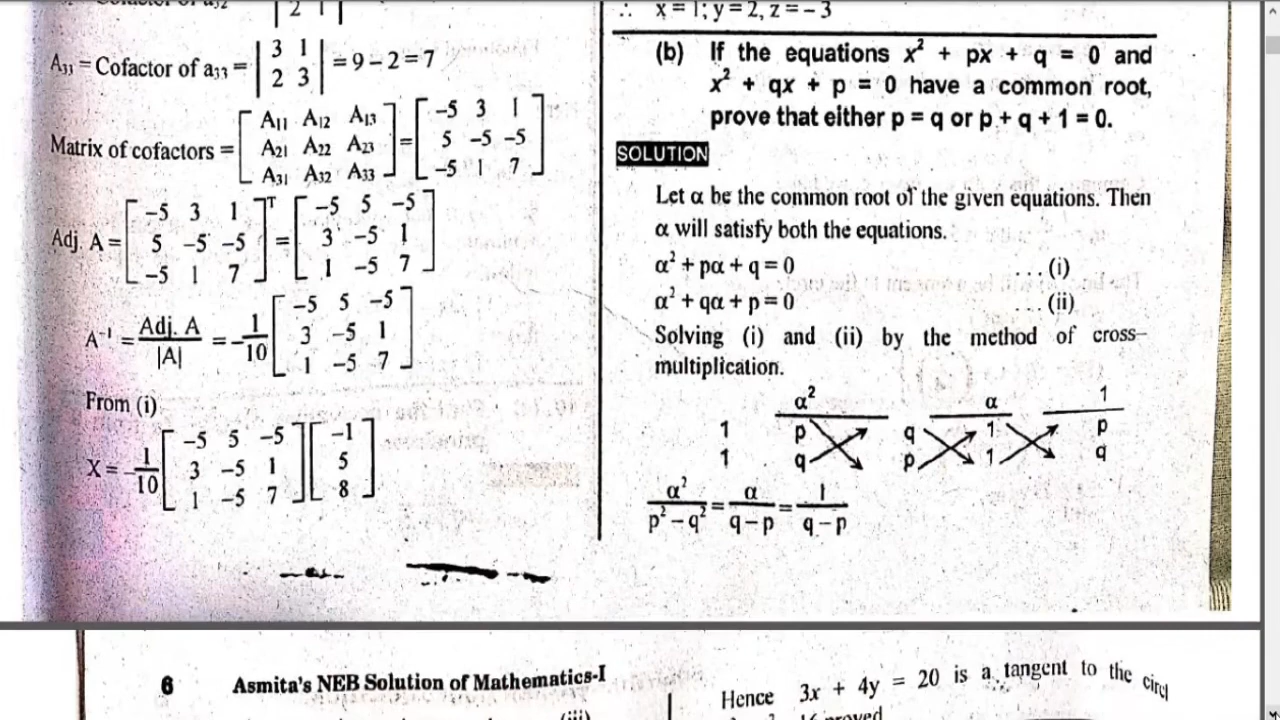 2 1
A₃₃ = Cofactor of a₃₃ = | 3 1 | = 9 – 2 = 7
| 2 3 |
Matrix of cofactors = [ A₁₁ A₁₂ A₁₃ ] = [ –5 3 1 ]
[ A₂₁ A₂₂ A₂₃ ] [ 5 –5 –5 ]
[ A₃₁ A₃₂ A₃₃ ] [ –5 1 7 ]
Adj. A = [ –5 3 1 ]ᵀ = [ –5 5 –5 ]
[ 5 –5 –5 ] [ 3 –5 1 ]
[ –5 1 7 ] [ 1 –5 7 ]
A⁻¹ = Adj. A / |A| = – 1/10 [ –5 5 –5 ]
[ 3 –5 1 ]
[ 1 –5 7 ]
From (i)
X = – 1/10 [ –5 5 –5 ] [ –1 ]
[ 3 –5 1 ] [ 5 ]
[ 1 –5 7 ] [ 8 ]
∴ x = 1; y = 2, z = – 3
(b) If the equations x² + px + q = 0 and
x² + qx + p = 0 have a common root,
prove that either p = q or p + q + 1 = 0.
SOLUTION
Let α be the common root of the given equations. Then
α will satisfy both the equations.
α² + pα + q = 0 . . . (i)
α² + qα + p = 0 . . . (ii)
Solving (i) and (ii) by the method of cross–
multiplication.
α² α 1
1 p q 1 p
1 q p 1 q
α²/(p² – q²) = α/(q – p) = 1/(q – p)
6 Asmita's NEB Solution of Mathematics-I
(iii)
Hence 3x + 4y = 20 is a tangent to the circl
proved